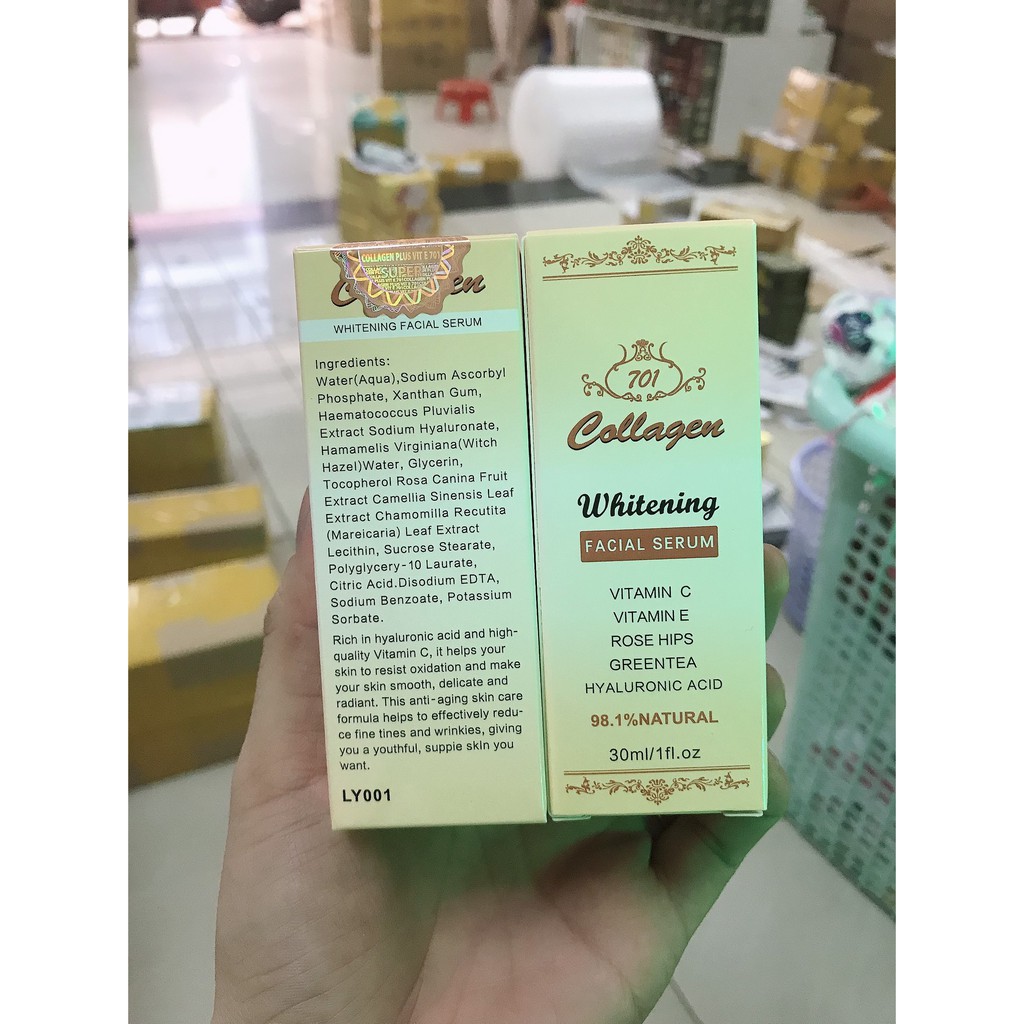 COLLAGEN PLUS VIT E 701
SUPER
WHITENING FACIAL SERUM
Ingredients:
Water(Aqua),Sodium Ascorbyl
Phosphate, Xanthan Gum,
Haematococcus Pluvialis
Extract Sodium Hyaluronate,
Hamamelis Virginiana(Witch
Hazel)Water, Glycerin,
Tocopherol Rosa Canina Fruit
Extract Camellia Sinensis Leaf
Extract Chamomilla Recutita
(Mareicaria) Leaf Extract
Lecithin, Sucrose Stearate,
Polyglycery-10 Laurate,
Citric Acid.Disodium EDTA,
Sodium Benzoate, Potassium
Sorbate.
Rich in hyaluronic acid and high-
quality Vitamin C, it helps your
skin to resist oxidation and make
your skin smooth, delicate and
radiant. This anti-aging skin care
formula helps to effectively redu-
ce fine tines and wrinkies, giving
you a youthful, suppie skln you
want.
LY001
701
Collagen
Whitening
FACIAL SERUM
VITAMIN C
VITAMIN E
ROSE HIPS
GREENTEA
HYALURONIC ACID
98.1%NATURAL
30ml/1fl.oz